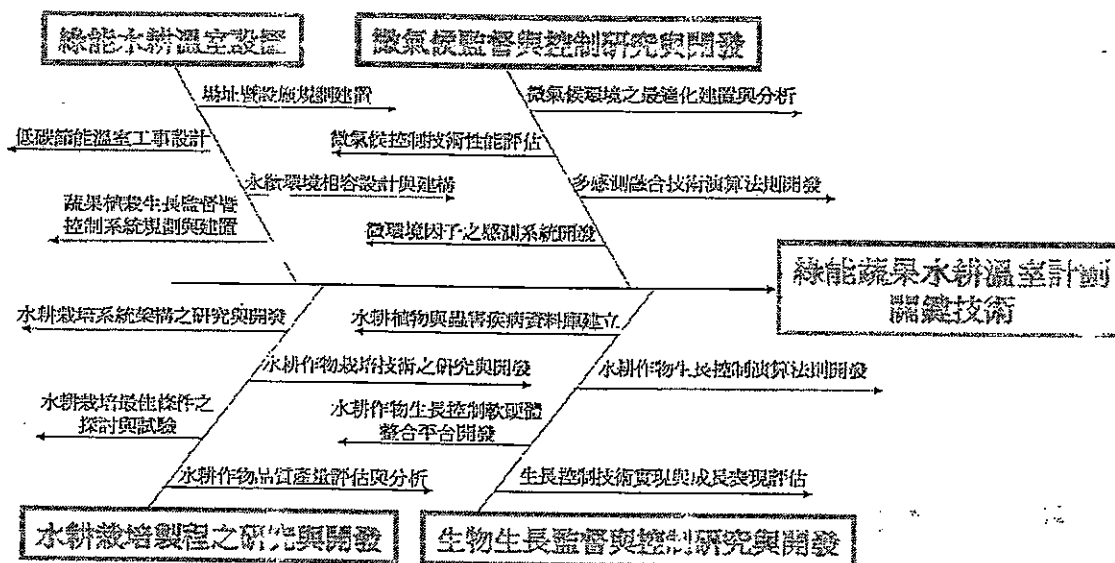 綠能水耕溫室設置
微氣候監督與控制研究與開發
場址暨設施規劃建置
低碳節能溫室工事設計
永續環境相容設計與建構
蔬果植栽生長監督暨
控制系統規劃與建置
微氣候環境之最適化建置與分析
微氣候控制技術性能評估
多感測融合技術演算法則開發
微環境因子之感測系統開發
綠能蔬果水耕溫室計劃
關鍵技術
水耕栽培系統架構之研究與開發
水耕作物栽培技術之研究與開發
水耕栽培最佳條件之
探討與試驗
水耕作物品質產量評估與分析
水耕植物與蟲害疾病資料庫建立
水耕作物生長控制演算法則開發
水耕作物生長控制軟硬體
整合平台開發
生長控制技術實現與成長表現評估
水耕栽培製程之研究與開發
生物生長監督與控制研究與開發